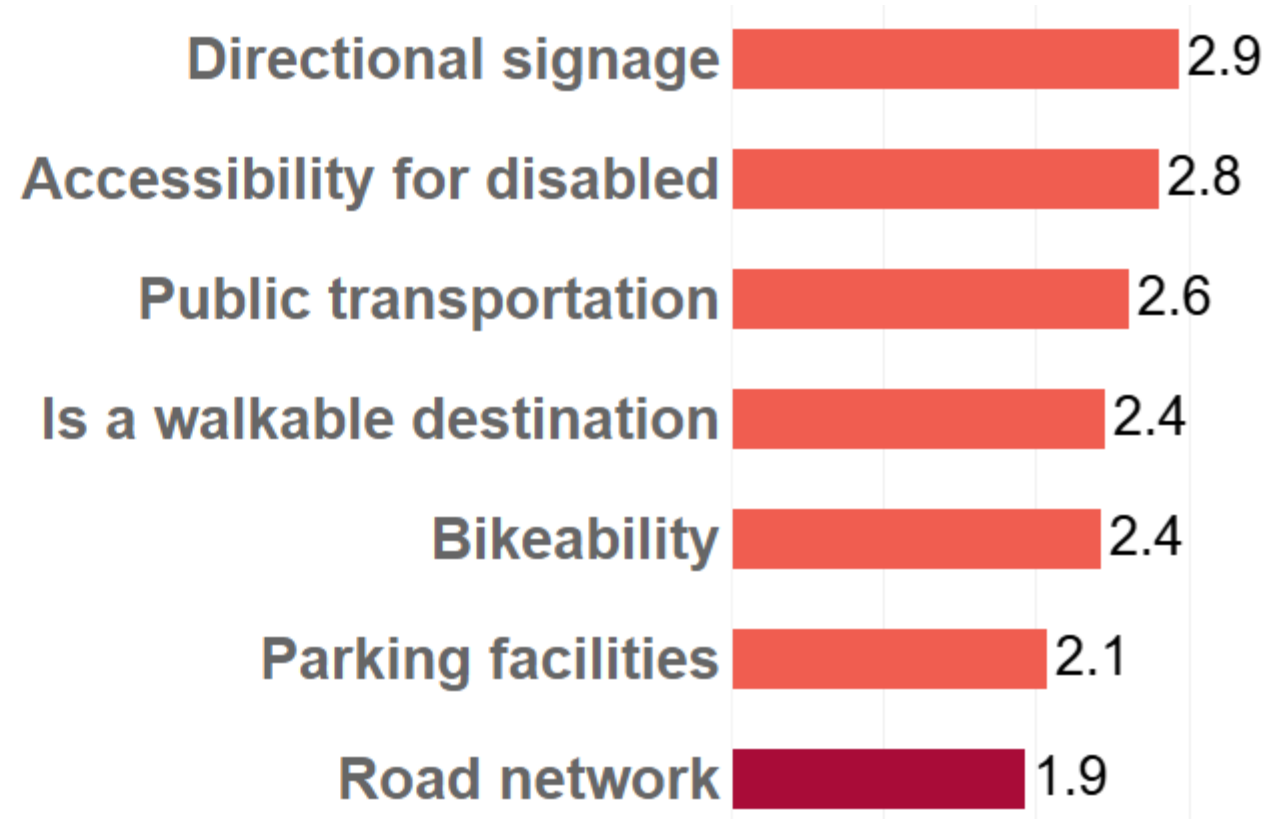 Directional signage 2.9
Accessibility for disabled 2.8
Public transportation 2.6
Is a walkable destination 2.4
Bikeability 2.4
Parking facilities 2.1
Road network 1.9